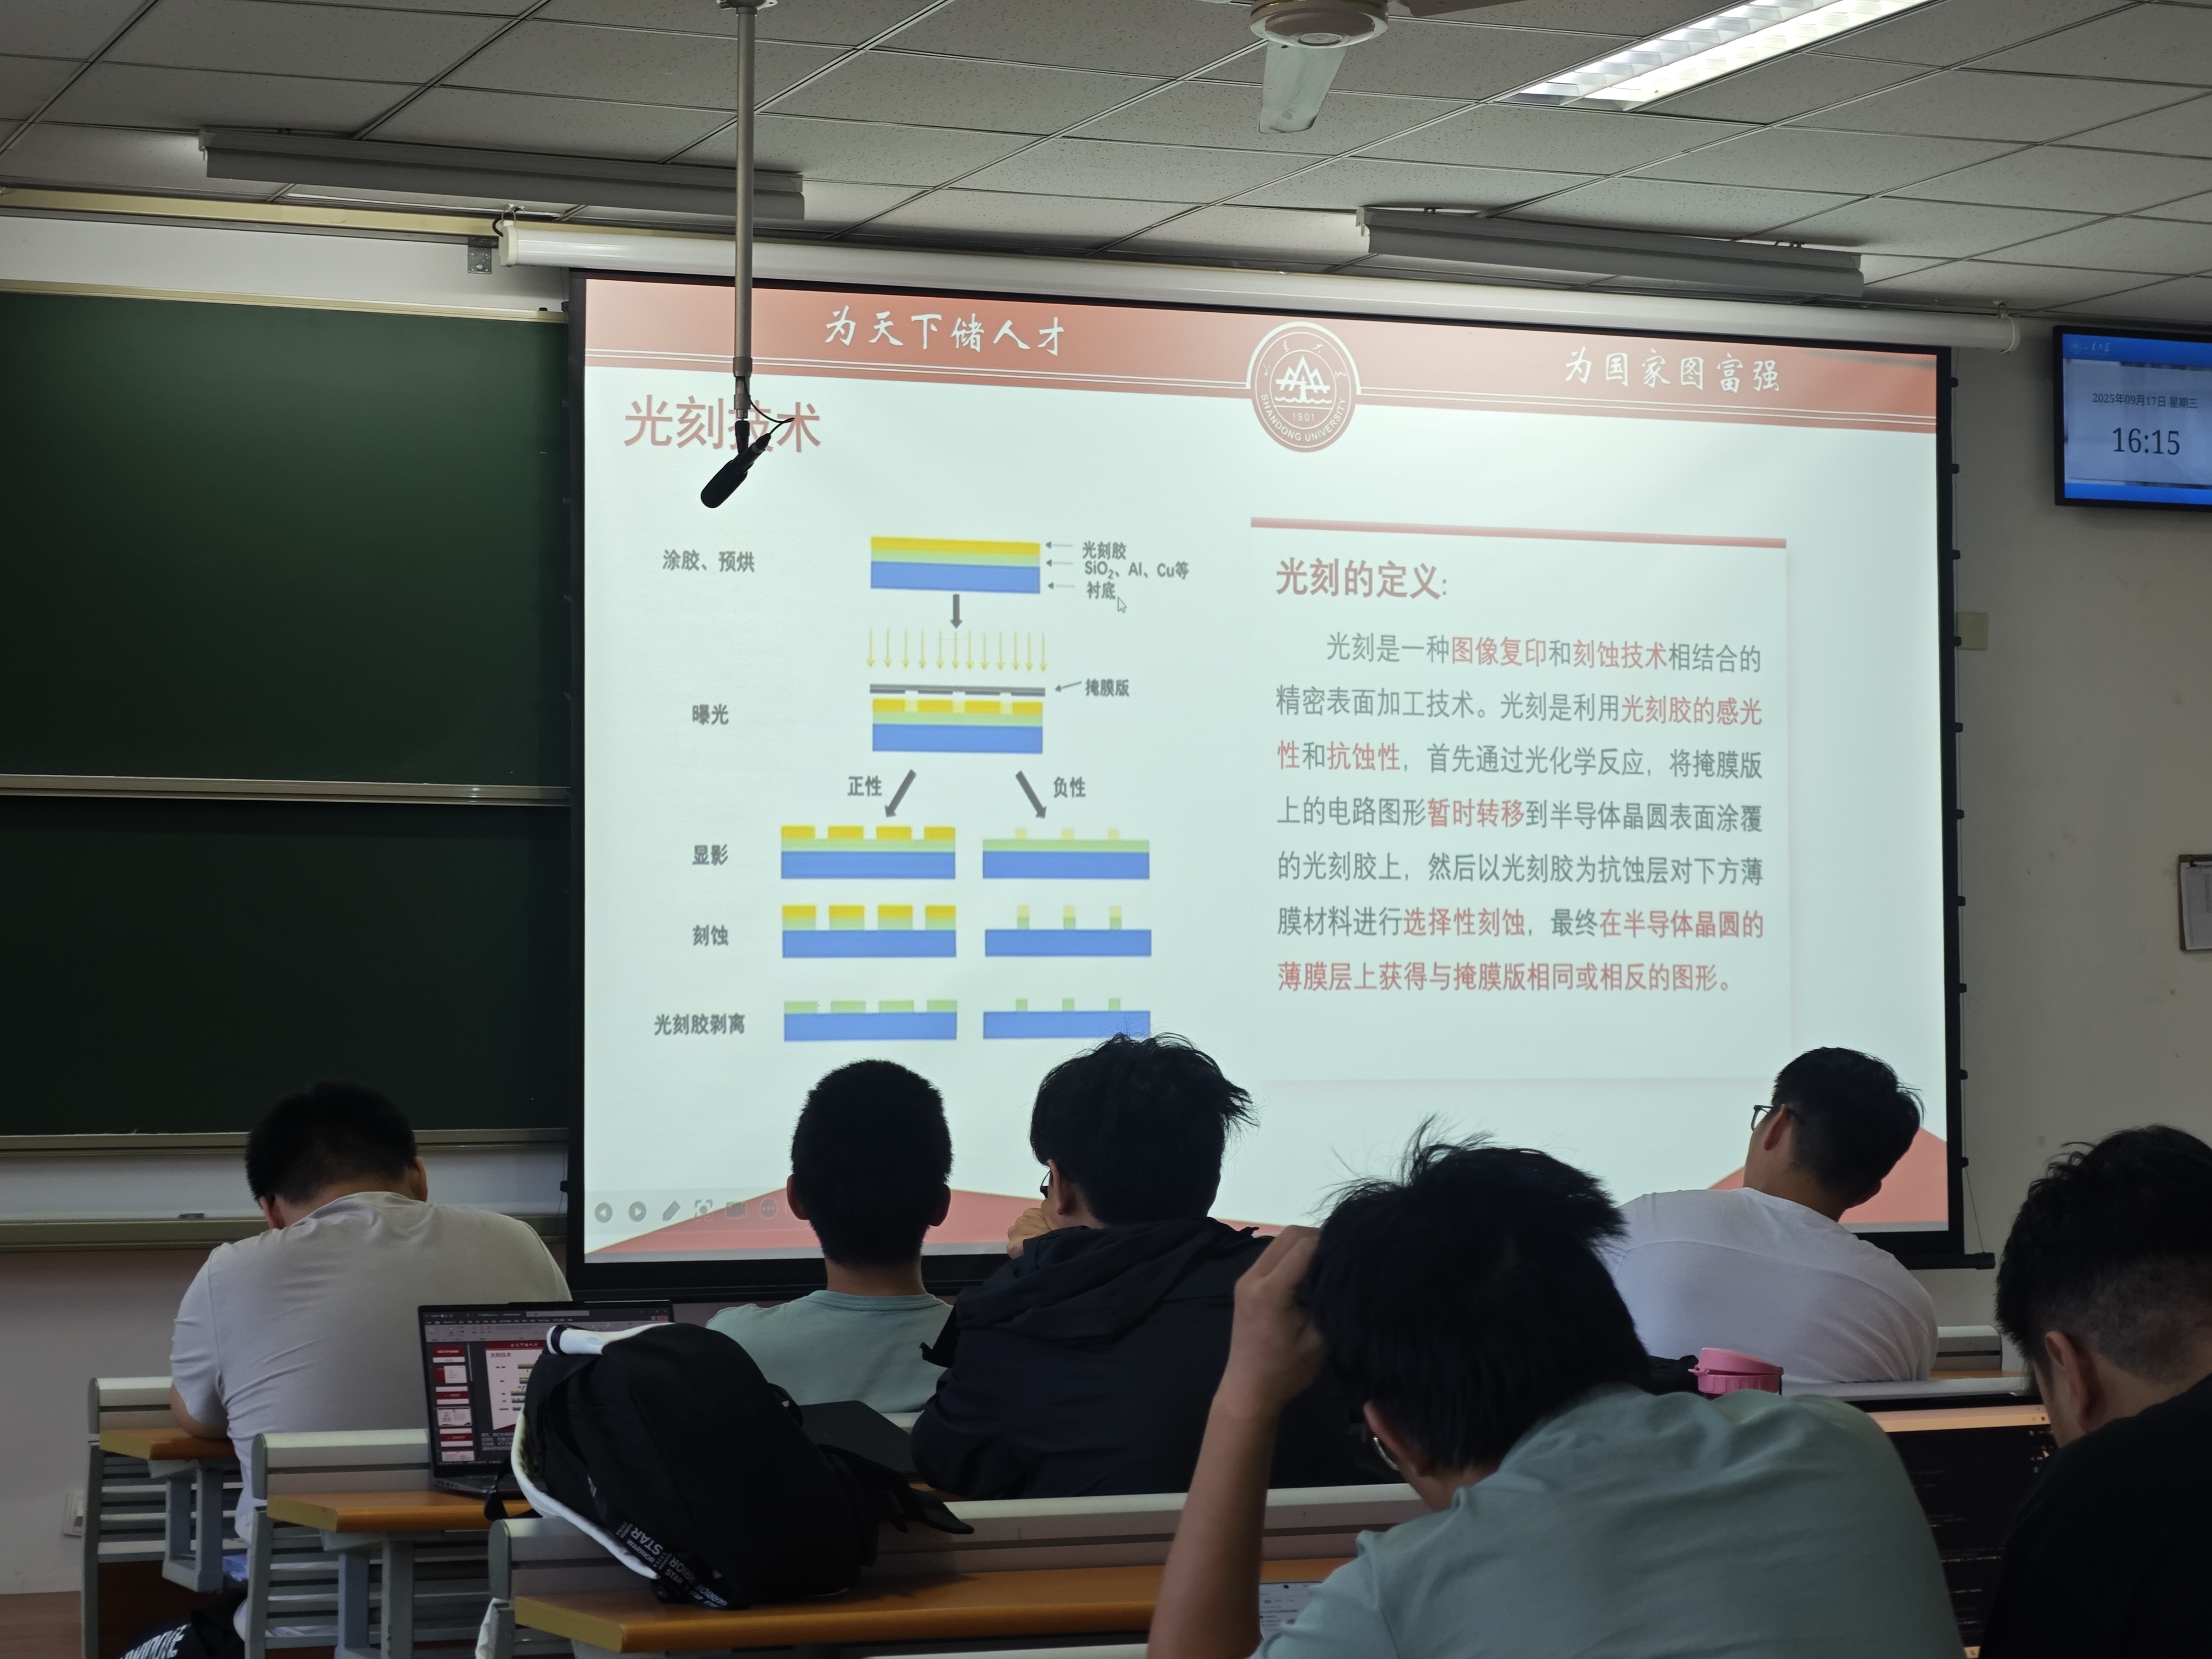 为天下储人才
为国家图富强
SHANDONG UNIVERSITY
1901
光刻技术
涂胶、预烘
光刻胶
SiO₂、Al、Cu等
衬底
曝光
掩膜版
正性
负性
显影
刻蚀
光刻胶剥离
光刻的定义：
光刻是一种图像复印和刻蚀技术相结合的
精密表面加工技术。光刻是利用光刻胶的感光
性和抗蚀性，首先通过光化学反应，将掩膜版
上的电路图形暂时转移到半导体晶圆表面涂覆
的光刻胶上，然后以光刻胶为抗蚀层对下方薄
膜材料进行选择性刻蚀，最终在半导体晶圆的
薄膜层上获得与掩膜版相同或相反的图形。
2025年09月17日 星期三
16:15
STAR